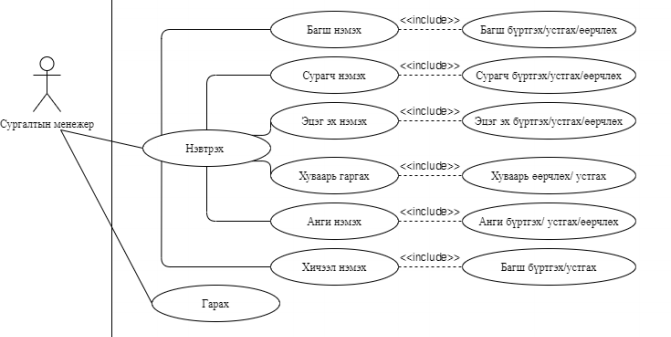 Багш нэмэх
<<include>>
Багш бүртгэх/устгах/өөрчлөх
Сурагч нэмэх
<<include>>
Сурагч бүртгэх/устгах/өөрчлөх
Сургалтын менежер
Эцэг эх нэмэх
<<include>>
Эцэг эх бүртгэх/устгах/өөрчлөх
Нэвтрэх
Хуваарь гаргах
<<include>>
Хуваарь өөрчлөх/ устгах
Анги нэмэх
<<include>>
Анги бүртгэх/ устгах/өөрчлөх
Хичээл нэмэх
<<include>>
Багш бүртгэх/устгах
Гарах